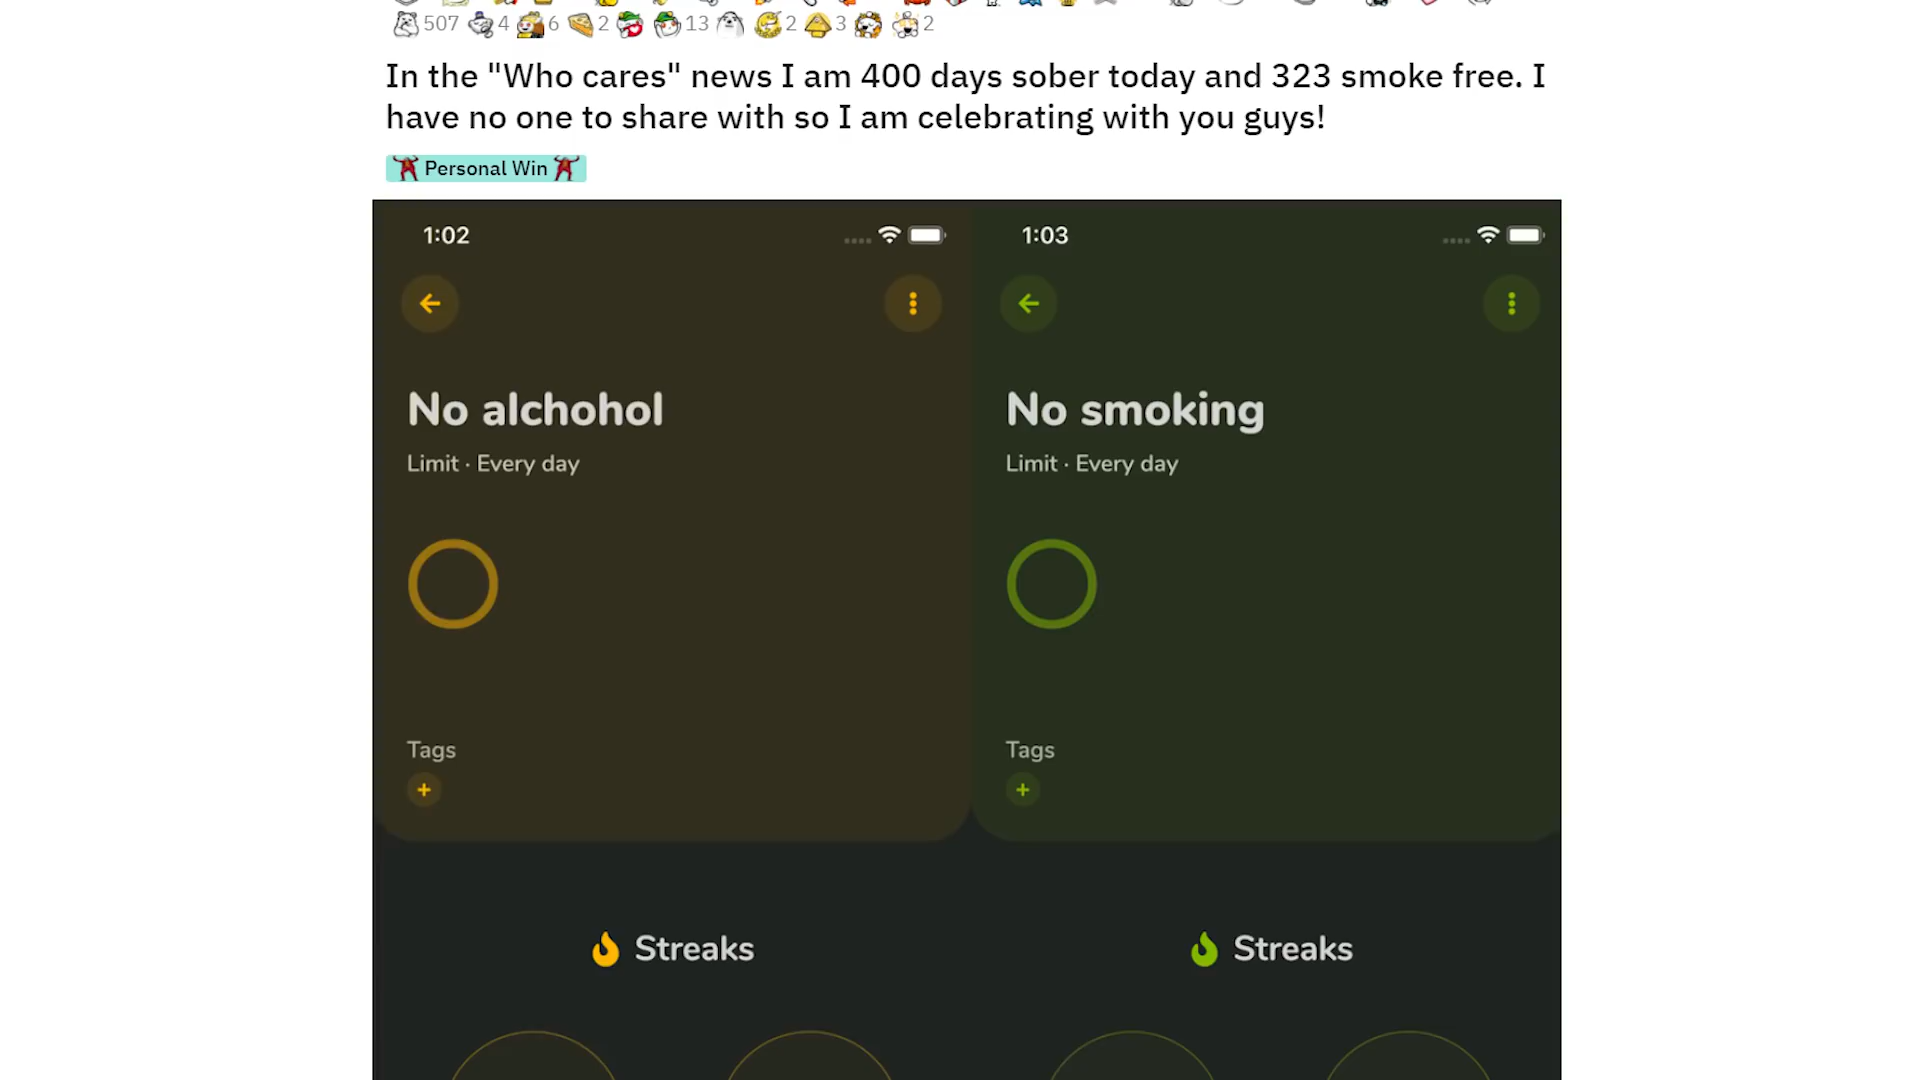 507 4 6 2 13 2 3 2
In the "Who cares" news I am 400 days sober today and 323 smoke free. I
have no one to share with so I am celebrating with you guys!
Personal Win
1:02
No alchohol
Limit · Every day
Tags
+
Streaks
1:03
No smoking
Limit · Every day
Tags
+
Streaks